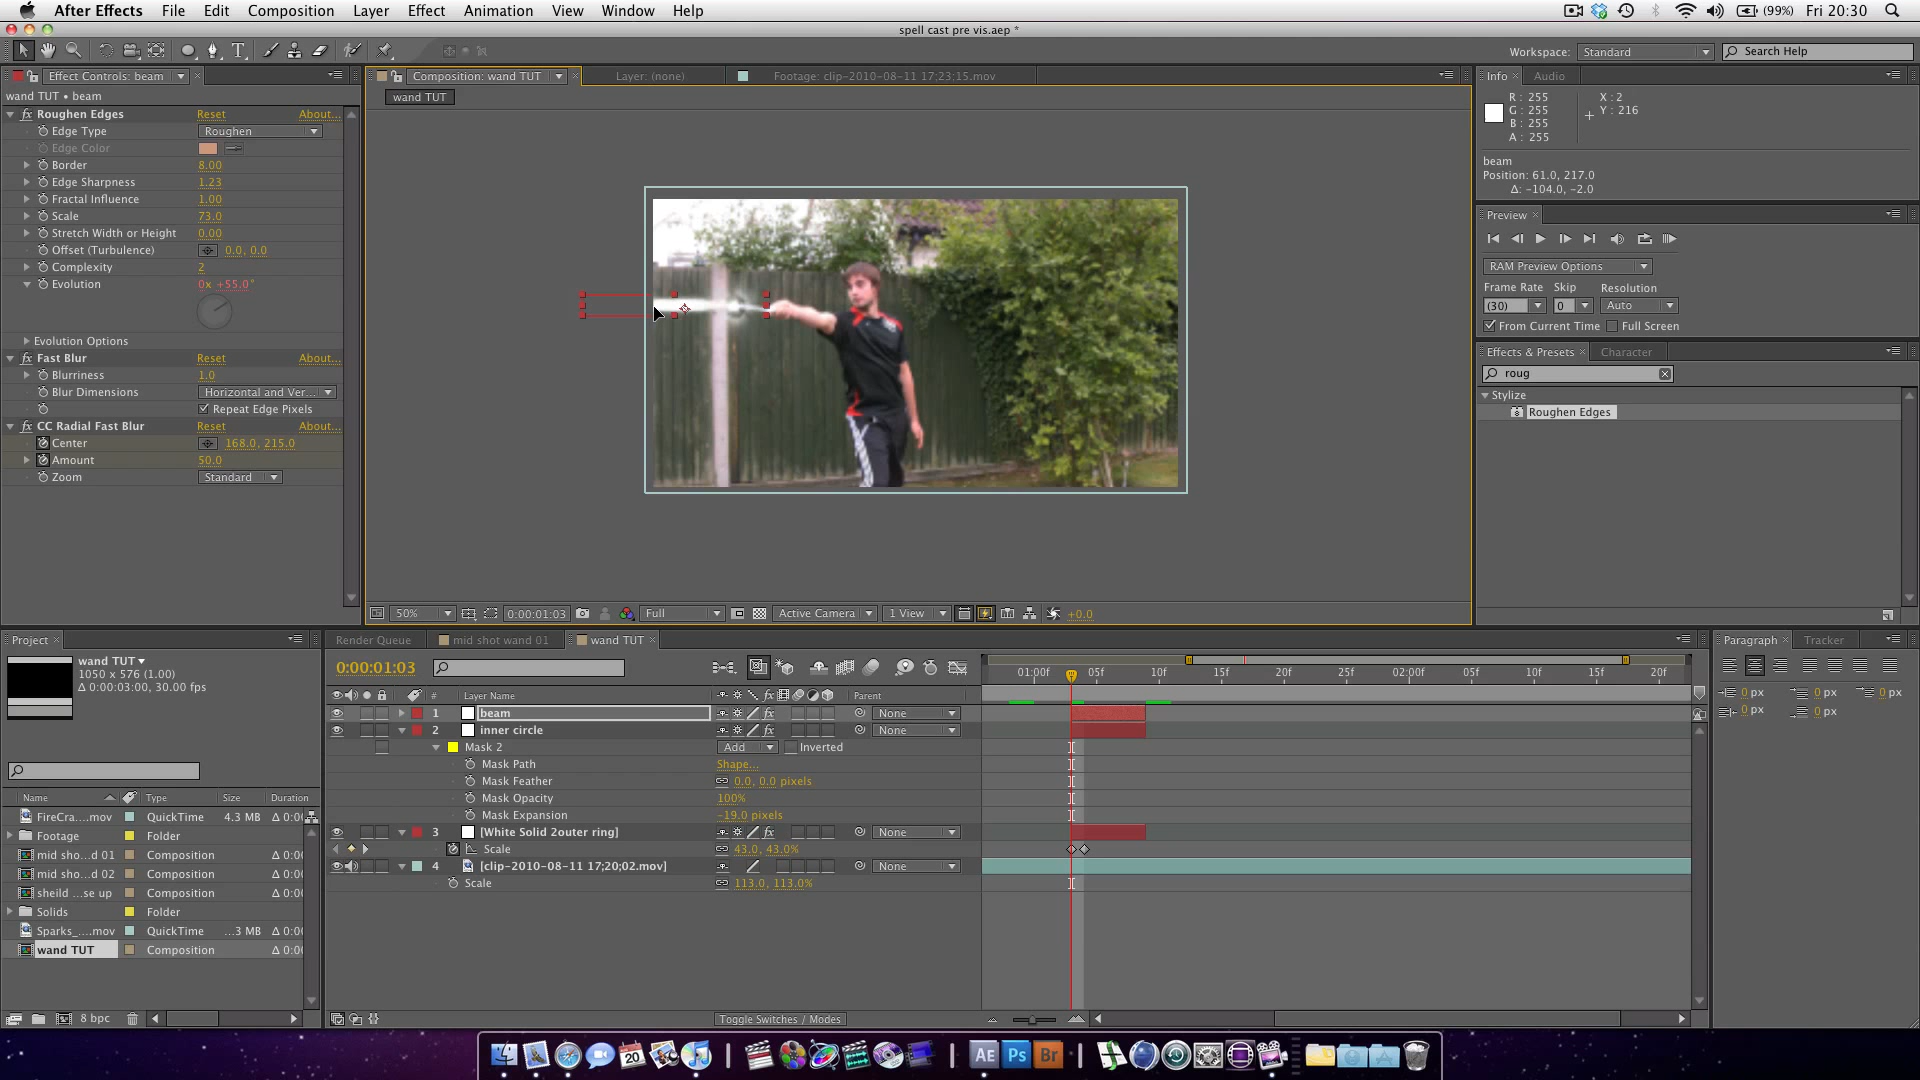 After Effects File Edit Composition Layer Effect Animation View Window Help (99%) Fri 20:30
spell cast pre vis.aep *
Workspace: Standard Search Help
Effect Controls: beam Composition: wand TUT Layer: (none) Footage: clip-2010-08-11 17;23;15.mov Info Audio
wand TUT • beam
wand TUT
R : 255
G : 255
B : 255
A : 255
X : 2
Y : 216
beam
Position: 61.0, 217.0
Δ: -104.0, -2.0
Roughen Edges Reset About...
Edge Type Roughen
Edge Color
Border 8.00
Edge Sharpness 1.23
Fractal Influence 1.00
Scale 73.0
Stretch Width or Height 0.00
Offset (Turbulence) 0.0, 0.0
Complexity 2
Evolution 0x +55.0°
Evolution Options
Fast Blur Reset About...
Blurriness 1.0
Blur Dimensions Horizontal and Ver...
Repeat Edge Pixels
CC Radial Fast Blur Reset About...
Center 168.0, 215.0
Amount 50.0
Zoom Standard
Preview
RAM Preview Options
Frame Rate Skip Resolution
(30) 0 Auto
From Current Time Full Screen
Effects & Presets Character
roug
Stylize
Roughen Edges
50% 0:00:01:03 Full Active Camera 1 View +0.0
Project
wand TUT
1050 x 576 (1.00)
Δ 0:00:03:00, 30.00 fps
Name Type Size Duration
FireCra....mov QuickTime 4.3 MB
Footage Folder
mid sho...d 01 Composition Δ 0:0
mid sho...d 02 Composition Δ 0:0
sheild ...se up Composition Δ 0:0
Solids Folder
Sparks_....mov QuickTime ...3 MB
wand TUT Composition Δ 0:0
8 bpc
Render Queue mid shot wand 01 wand TUT
0:00:01:03
01:00f 05f 10f 15f 20f 25f 02:00f 05f 10f 15f 20f
# Layer Name fx Parent
1 beam fx None
2 inner circle fx None
Mask 2 Add Inverted
Mask Path Shape...
Mask Feather 0.0, 0.0 pixels
Mask Opacity 100%
Mask Expansion -19.0 pixels
3 [White Solid 2outer ring] fx None
Scale 43.0, 43.0%
4 [clip-2010-08-11 17;20;02.mov] None
Scale 113.0, 113.0%
Toggle Switches / Modes
Paragraph Tracker
0 px 0 px 0 px
0 px 0 px
20 Ae Ps Br